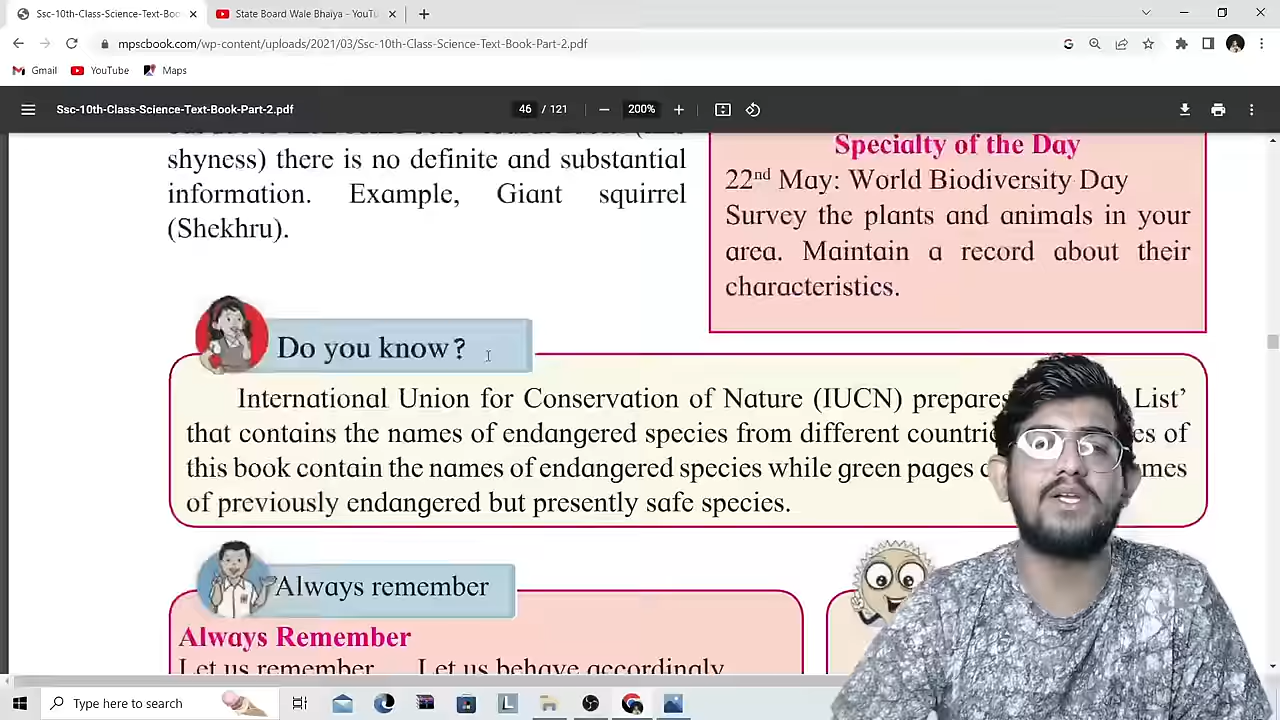 Ssc-10th-Class-Science-Text-Boo
State Board Wale Bhaiya - YouTu
mpscbook.com/wp-content/uploads/2021/03/Ssc-10th-Class-Science-Text-Book-Part-2.pdf
Gmail YouTube Maps
Ssc-10th-Class-Science-Text-Book-Part-2.pdf 46 / 121 200%
shyness) there is no definite and substantial
information. Example, Giant squirrel
(Shekhru).
Specialty of the Day
22nd May: World Biodiversity Day
Survey the plants and animals in your
area. Maintain a record about their
characteristics.
Do you know?
International Union for Conservation of Nature (IUCN) prepares List’
that contains the names of endangered species from different of
this book contain the names of endangered species while green pages
of previously endangered but presently safe species.
Always remember
Always Remember
Let us remember Let us behave accordingly
Type here to search